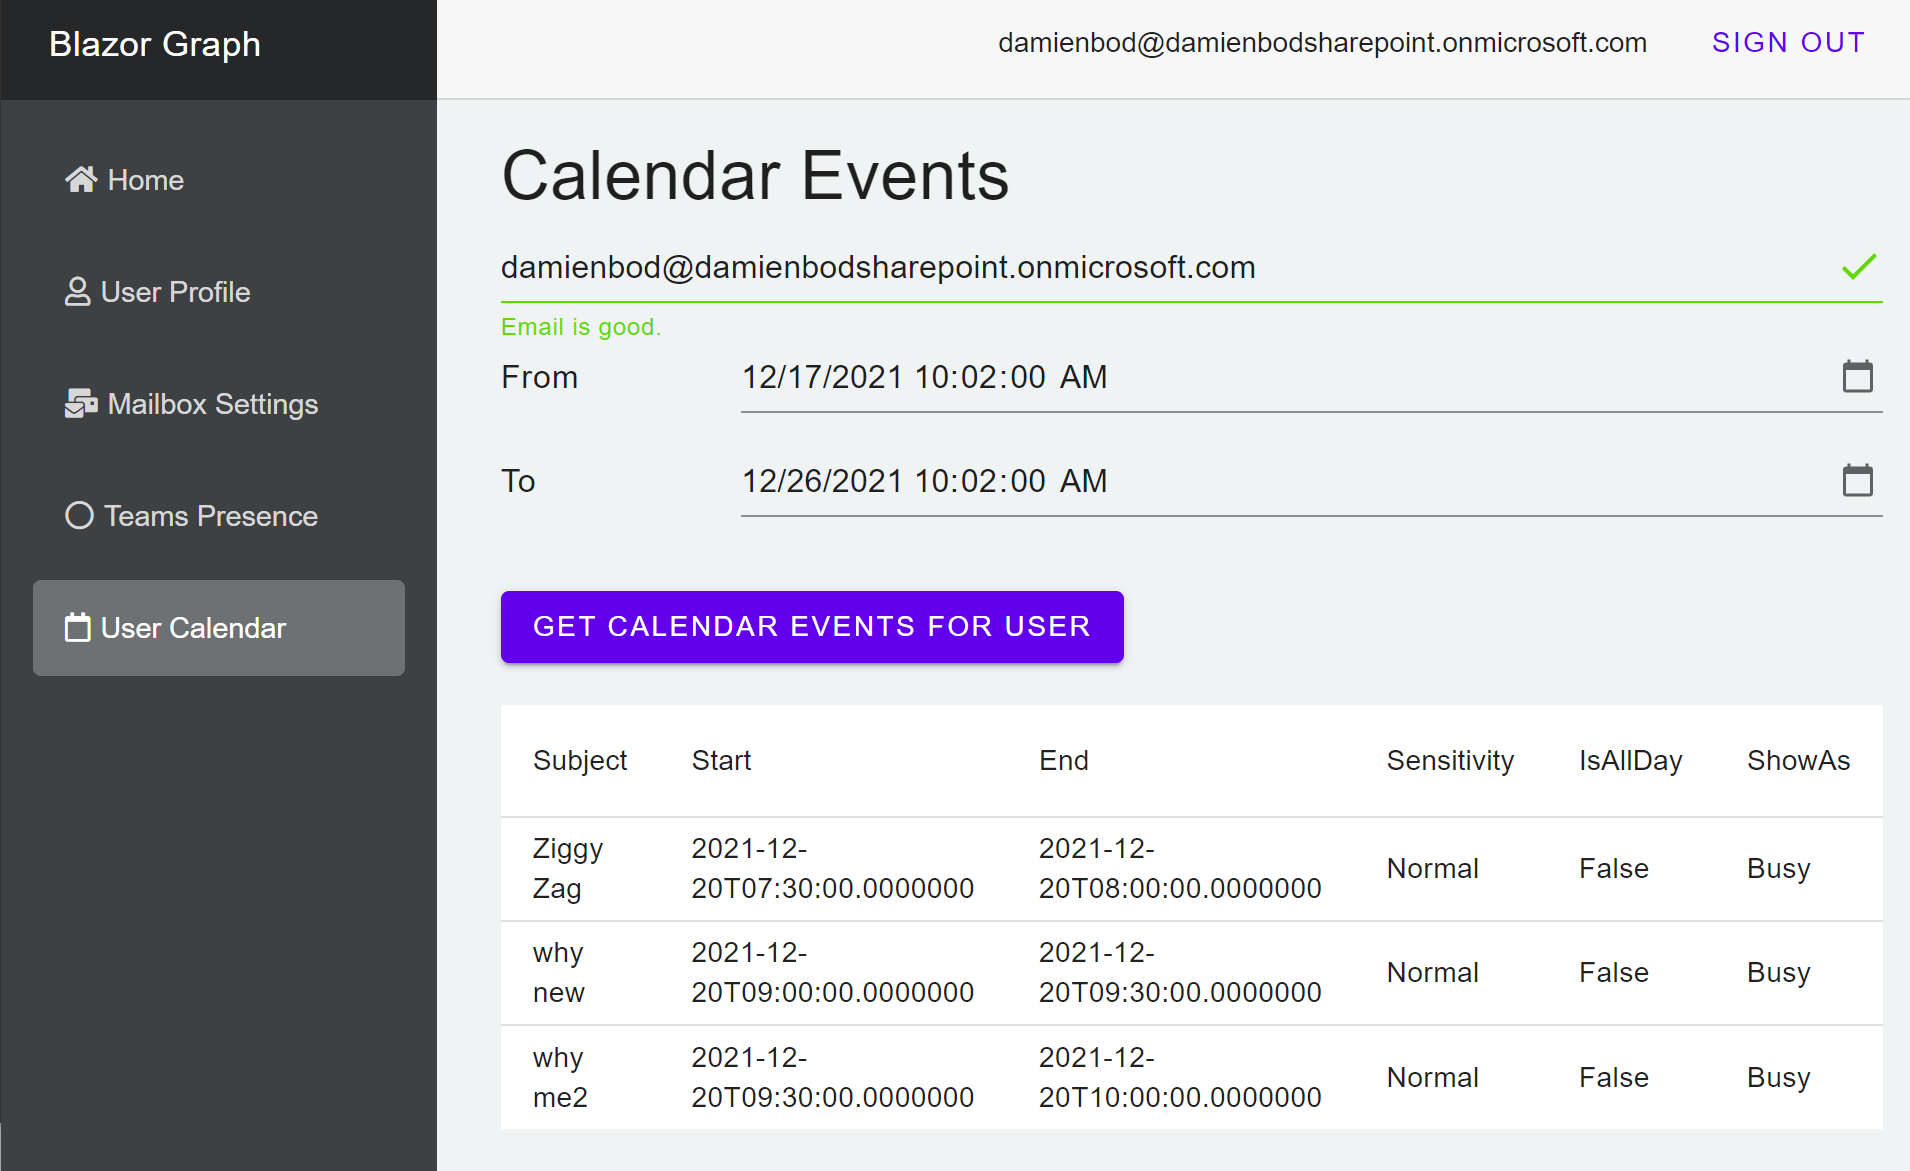 Blazor Graph
damienbod@damienbodsharepoint.onmicrosoft.com
SIGN OUT
Home
User Profile
Mailbox Settings
Teams Presence
User Calendar
Calendar Events
damienbod@damienbodsharepoint.onmicrosoft.com
Email is good.
From 12/17/2021 10:02:00 AM
To 12/26/2021 10:02:00 AM
GET CALENDAR EVENTS FOR USER
Subject Start End Sensitivity IsAllDay ShowAs
Ziggy 2021-12- 2021-12-
Zag 20T07:30:00.0000000 20T08:00:00.0000000 Normal False Busy
why 2021-12- 2021-12-
new 20T09:00:00.0000000 20T09:30:00.0000000 Normal False Busy
why 2021-12- 2021-12-
me2 20T09:30:00.0000000 20T10:00:00.0000000 Normal False Busy